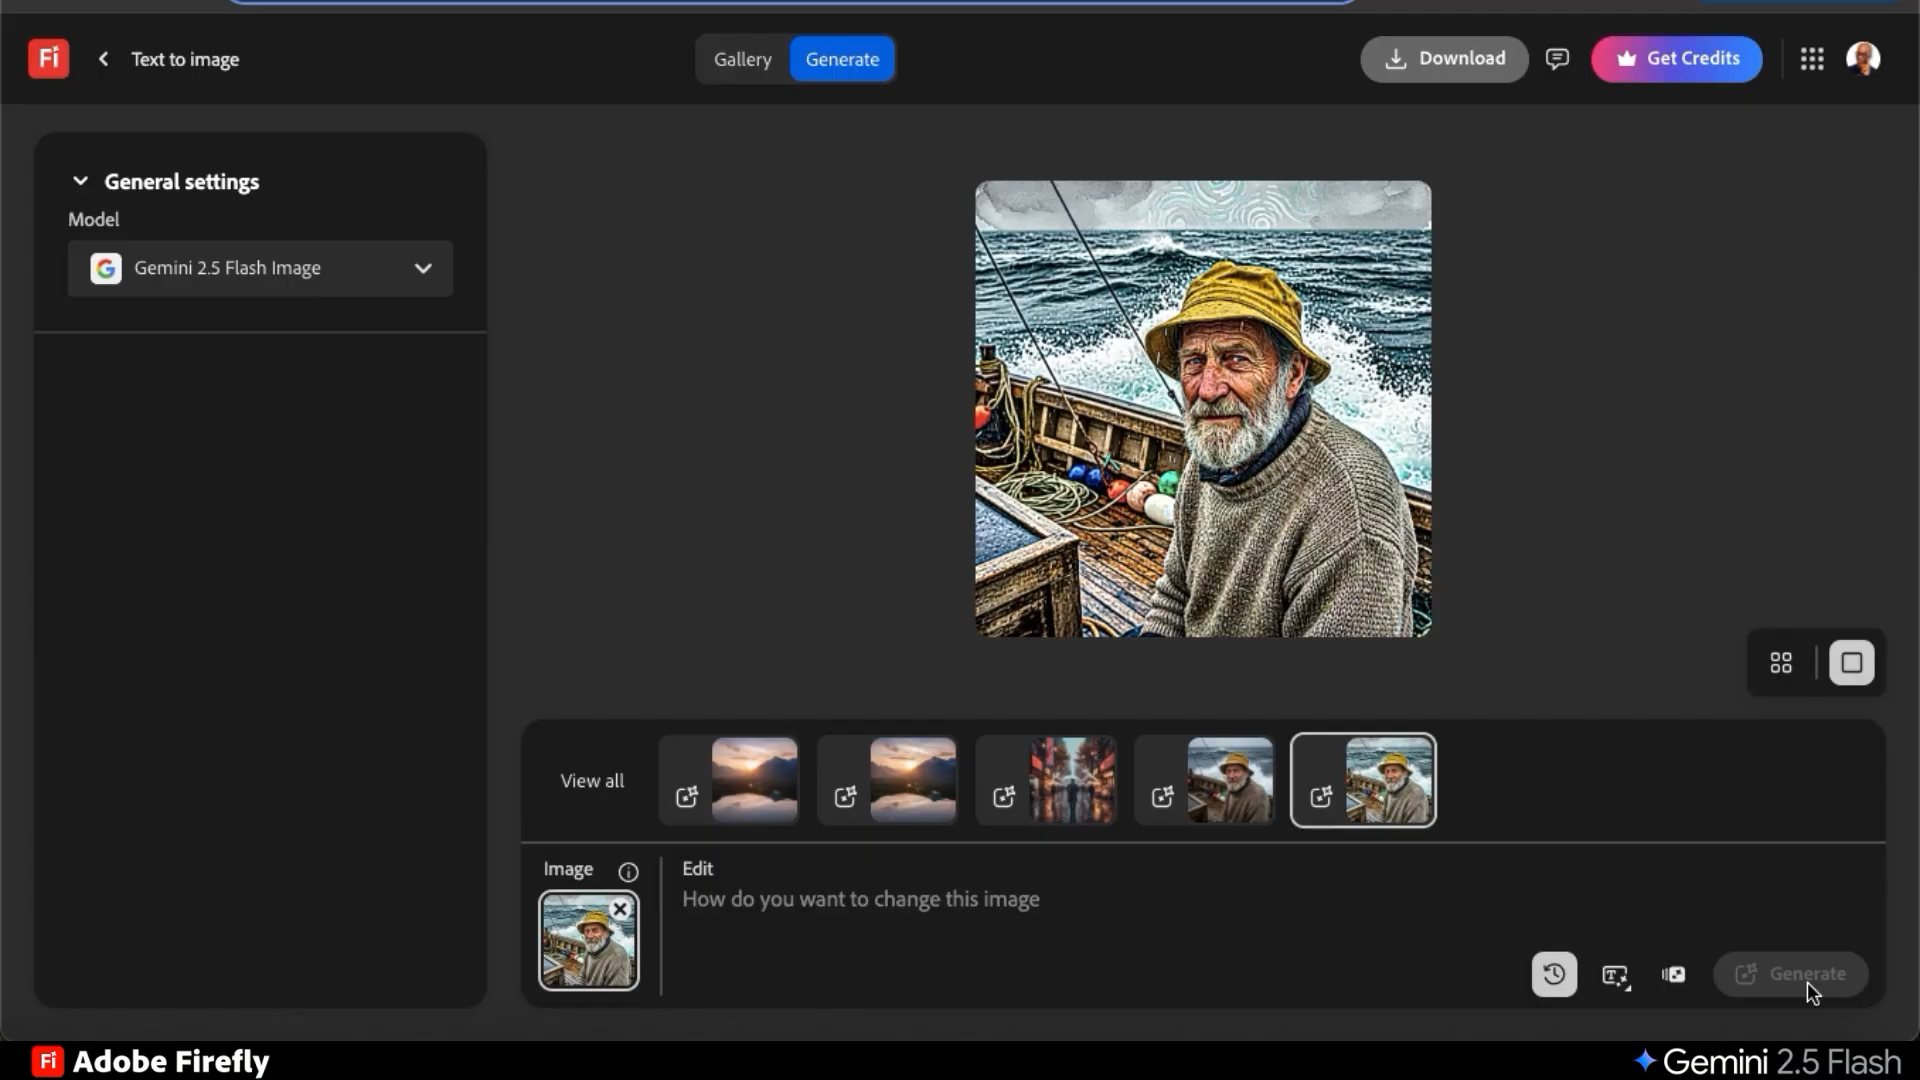 Fi
Text to image
Gallery
Generate
Download
Get Credits
General settings
Model
G
Gemini 2.5 Flash Image
View all
Image
Edit
How do you want to change this image
Generate
Fi
Adobe Firefly
Gemini 2.5 Flash